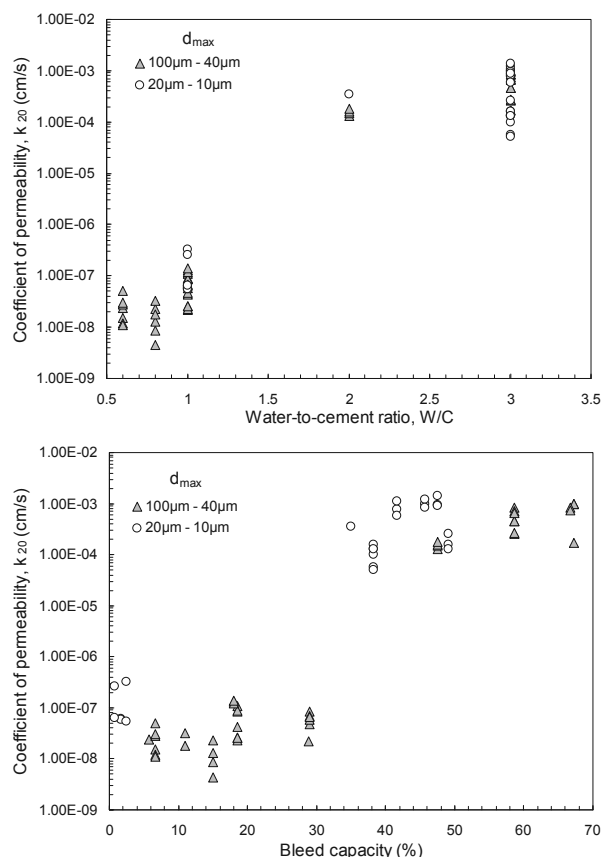 1.00E-02
1.00E-03
1.00E-04
1.00E-05
1.00E-06
1.00E-07
1.00E-08
1.00E-09
Coefficient of permeability, k 20 (cm/s)
dmax
100µm - 40µm
20µm - 10µm
0.5 1 1.5 2 2.5 3 3.5
Water-to-cement ratio, W/C
1.00E-02
1.00E-03
1.00E-04
1.00E-05
1.00E-06
1.00E-07
1.00E-08
1.00E-09
Coefficient of permeability, k 20 (cm/s)
dmax
100µm - 40µm
20µm - 10µm
0 10 20 30 40 50 60 70
Bleed capacity (%)